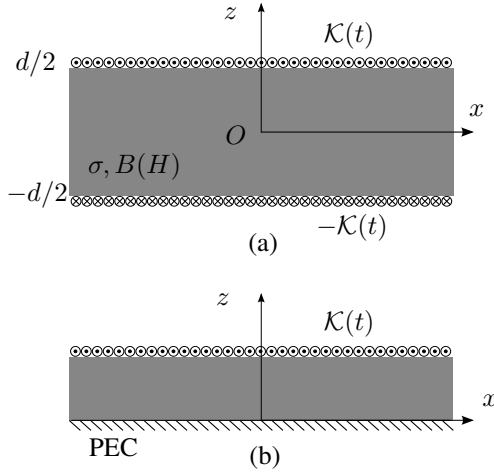 z
𝒦(t)
d/2
x
O
σ, B(H)
−d/2
−𝒦(t)
(a)
z
𝒦(t)
x
PEC
(b)